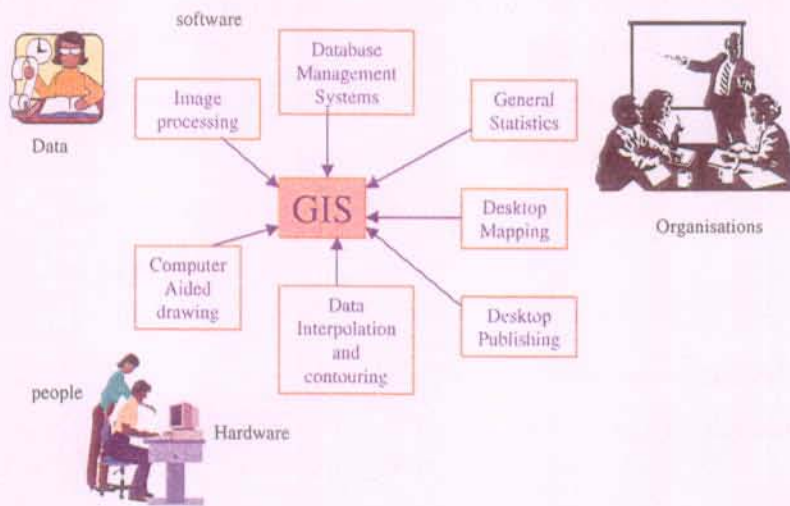 software
Data
Image
processing
Database
Management
Systems
General
Statistics
GIS
Desktop
Mapping
Organisations
Computer
Aided
drawing
Data
Interpolation
and
contouring
Desktop
Publishing
people
Hardware